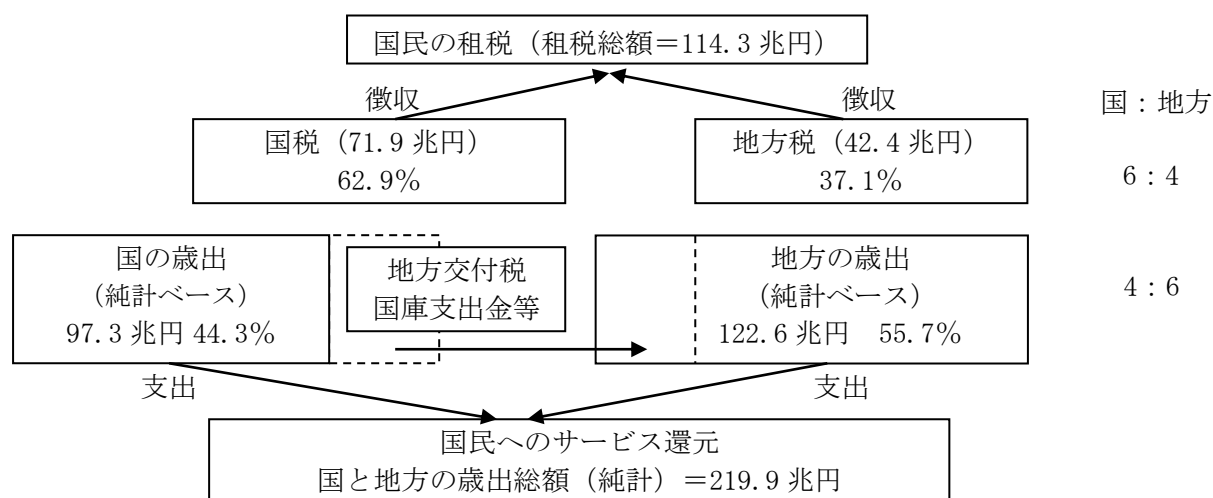 国民の租税（租税総額＝114.3 兆円）
徴収
徴収
国：地方
国税（71.9 兆円）
62.9％
地方税（42.4 兆円）
37.1％
6：4
国の歳出
(純計ベース)
97.3 兆円 44.3％
地方交付税
国庫支出金等
地方の歳出
(純計ベース)
122.6 兆円　55.7％
4：6
支出
支出
国民へのサービス還元
国と地方の歳出総額（純計）＝219.9 兆円